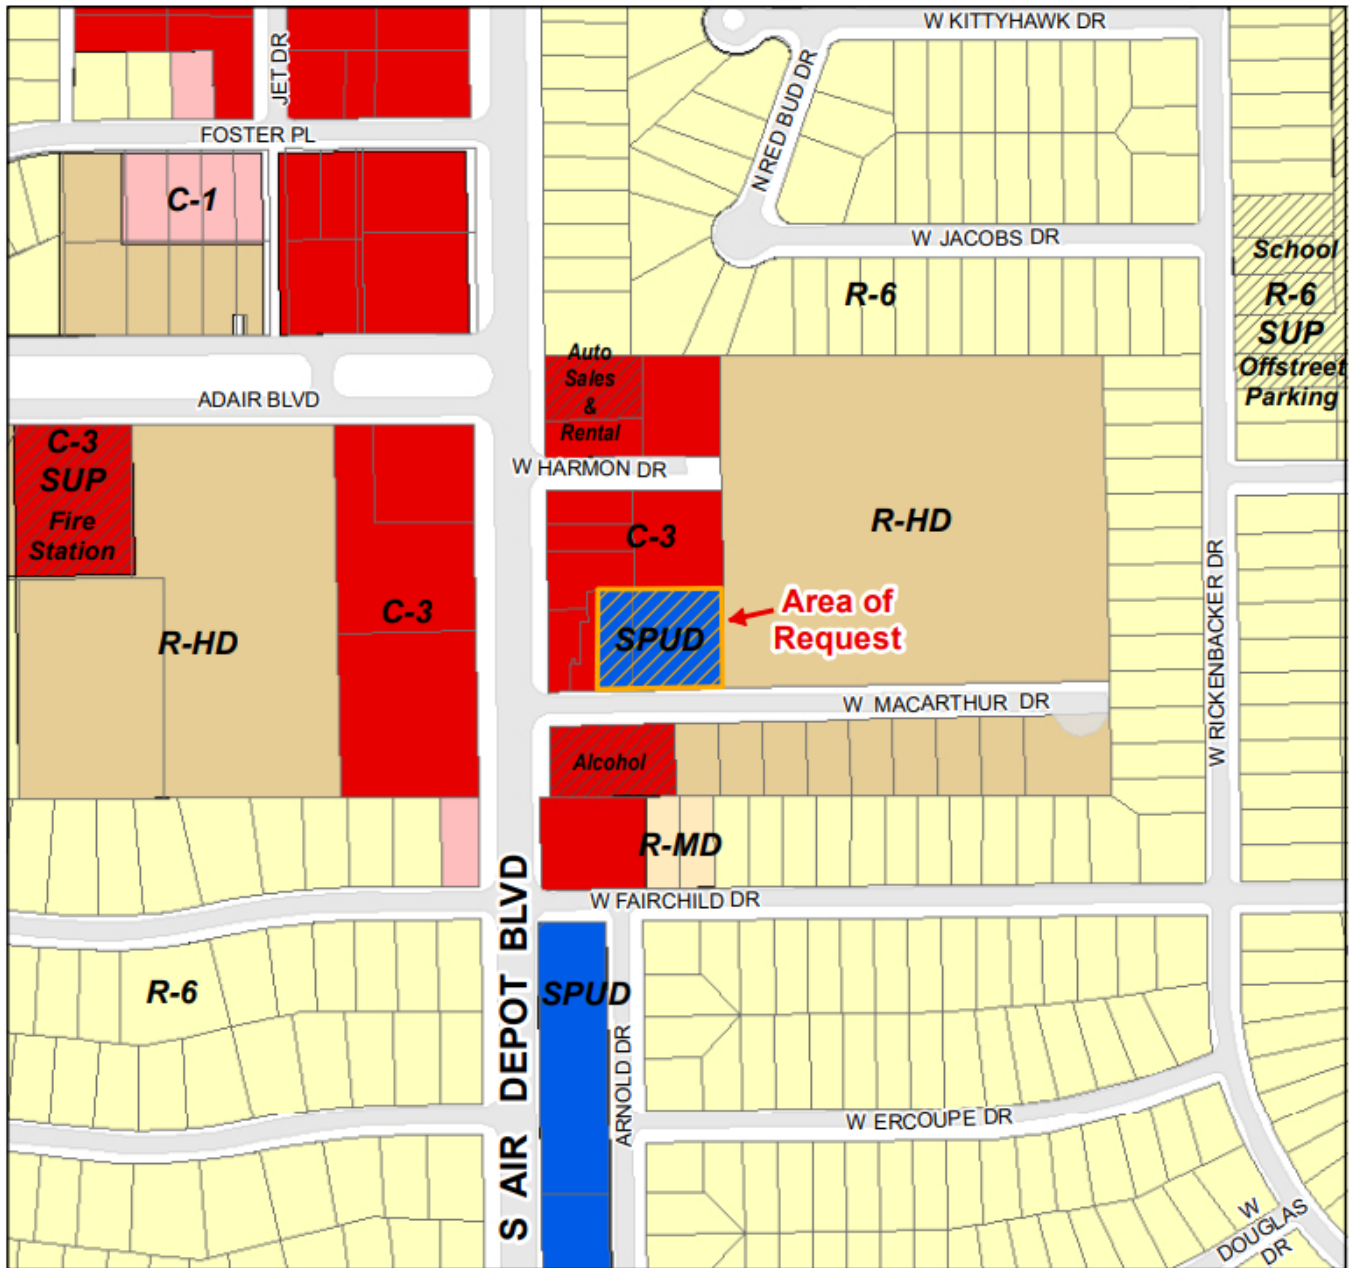 W KITTYHAWK DR
JET DR
FOSTER PL
N RED BUD DR
C-1
W JACOBS DR
School
R-6
SUP
Offstreet
Parking
R-6
Auto
Sales
&
Rental
ADAIR BLVD
C-3
SUP
Fire
Station
W HARMON DR
C-3
R-HD
C-3
Area of
Request
SPUD
R-HD
W RICKENBACKER DR
W MACARTHUR DR
Alcohol
R-MD
W FAIRCHILD DR
S AIR DEPOT BLVD
SPUD
R-6
ARNOLD DR
W ERCOUPE DR
W
DOUGLAS
DR